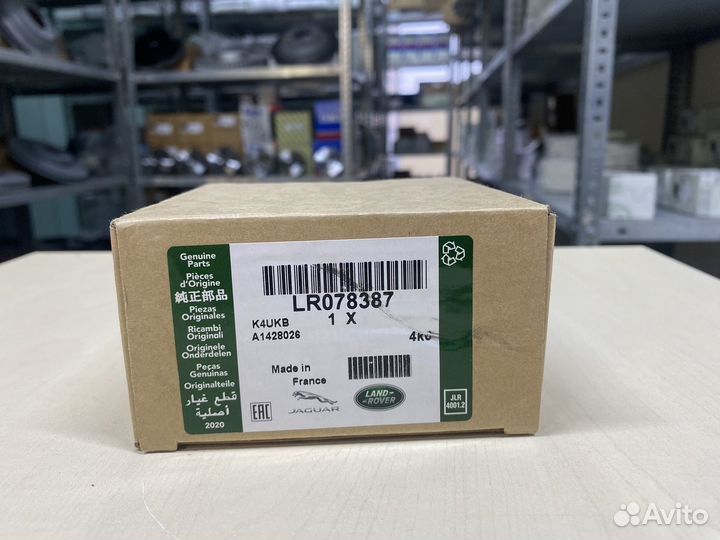 Genuine
Parts
Pièces
d'Origine
純正部品
Piezas
Originales
Ricambi
Originali
Originele
Onderdelen
Peças
Genuinas
Originalteile
قطع غيار
أصلية
2020
LR078387
1 X
K4UKB
A1428026
Made in
France
EAC
JAGUAR
LAND-
ROVER
JLR
4001.2
Avito